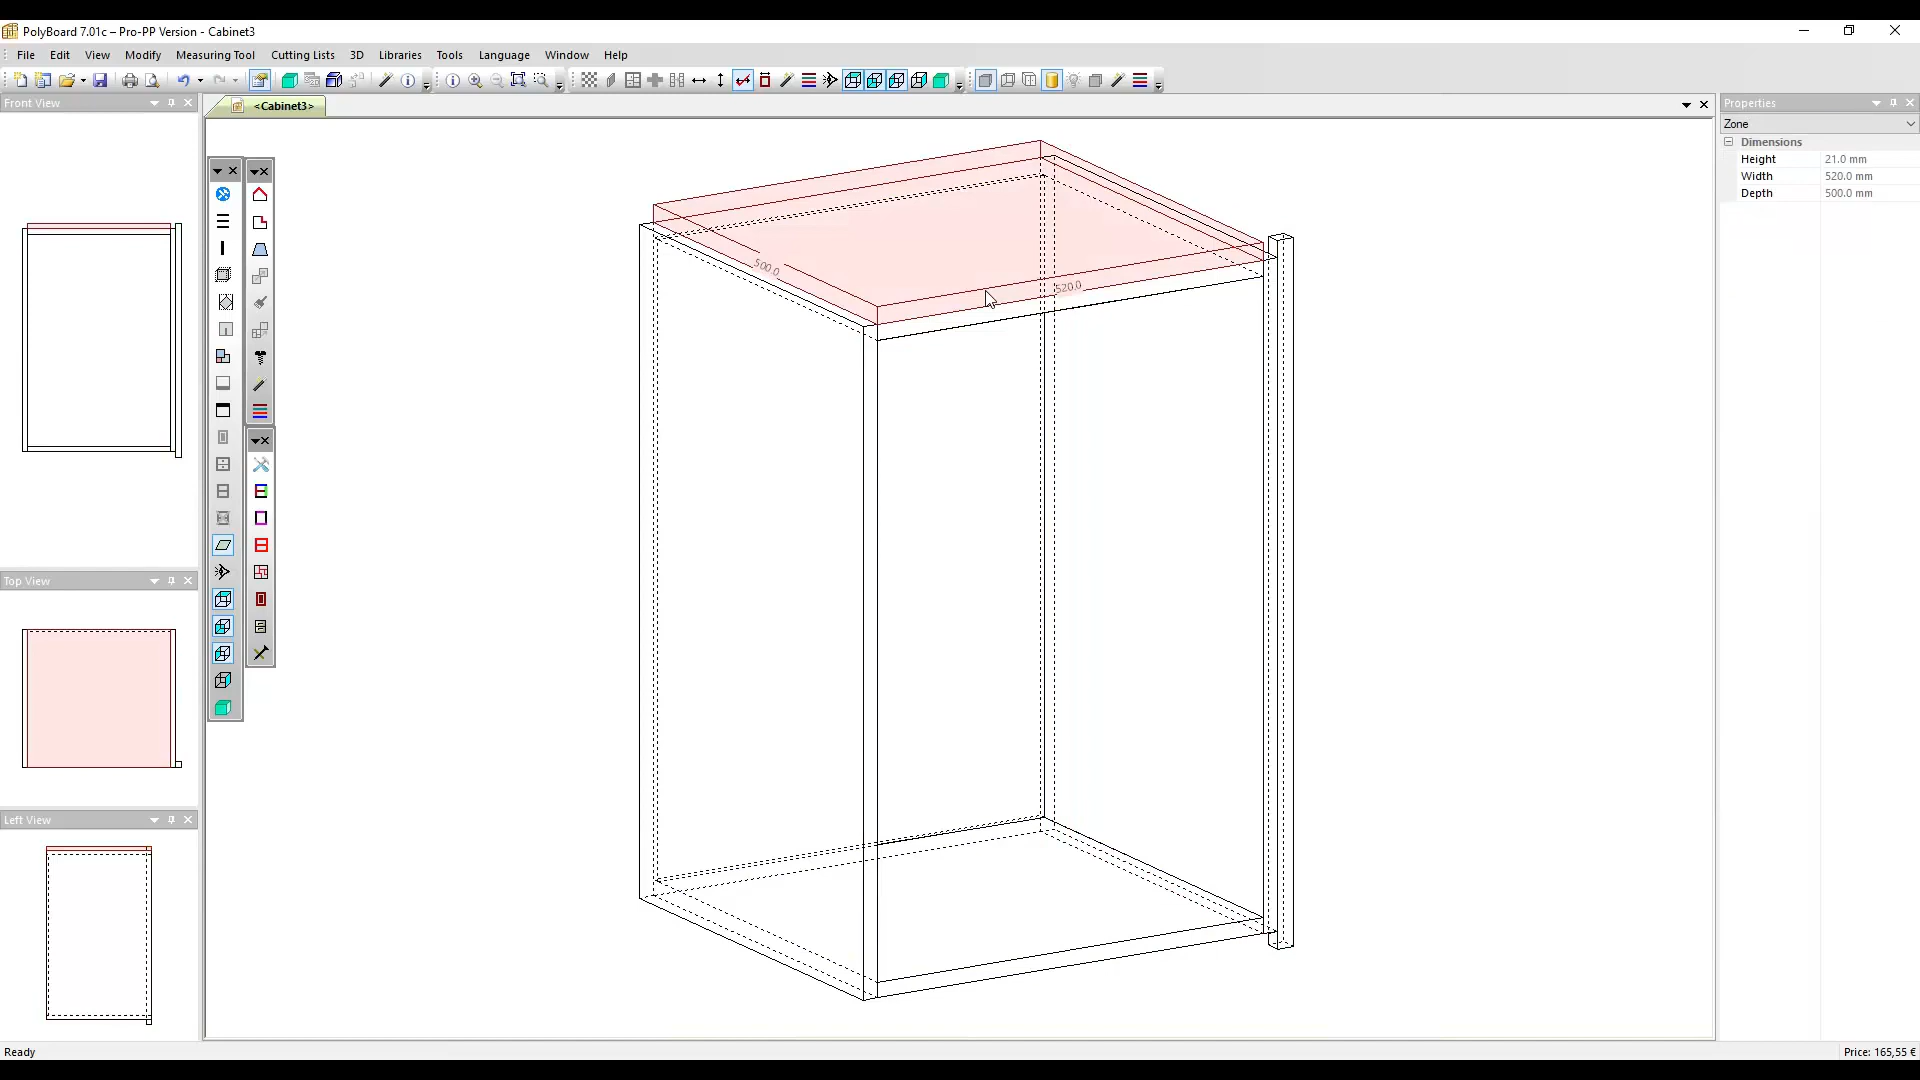 PolyBoard 7.01c – Pro-PP Version - Cabinet3
File Edit View Modify Measuring Tool Cutting Lists 3D Libraries Tools Language Window Help
Front View
<Cabinet3>
Properties
Zone
Dimensions
Height 21.0 mm
Width 520.0 mm
Depth 500.0 mm
500.0
520.0
Top View
Left View
Ready
Price: 165,55 €